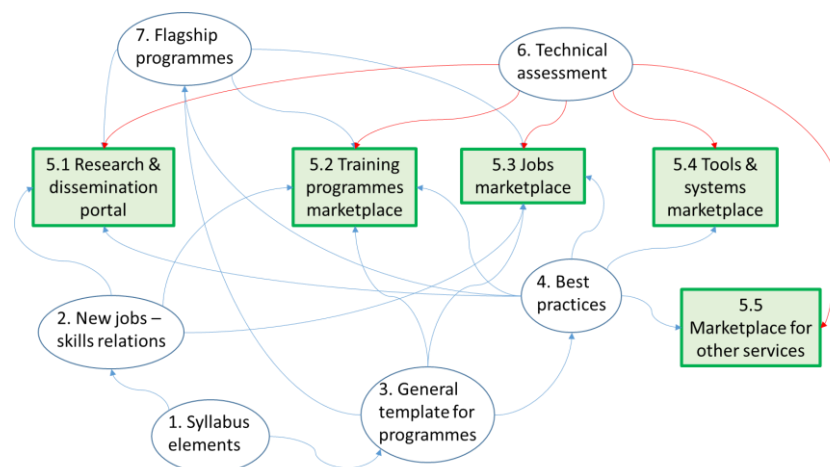 7. Flagship
programmes
6. Technical
assessment
5.1 Research &
dissemination
portal
5.2 Training
programmes
marketplace
5.3 Jobs
marketplace
5.4 Tools &
systems
marketplace
4. Best
practices
5.5
Marketplace for
other services
2. New jobs –
skills relations
3. General
template for
programmes
1. Syllabus
elements